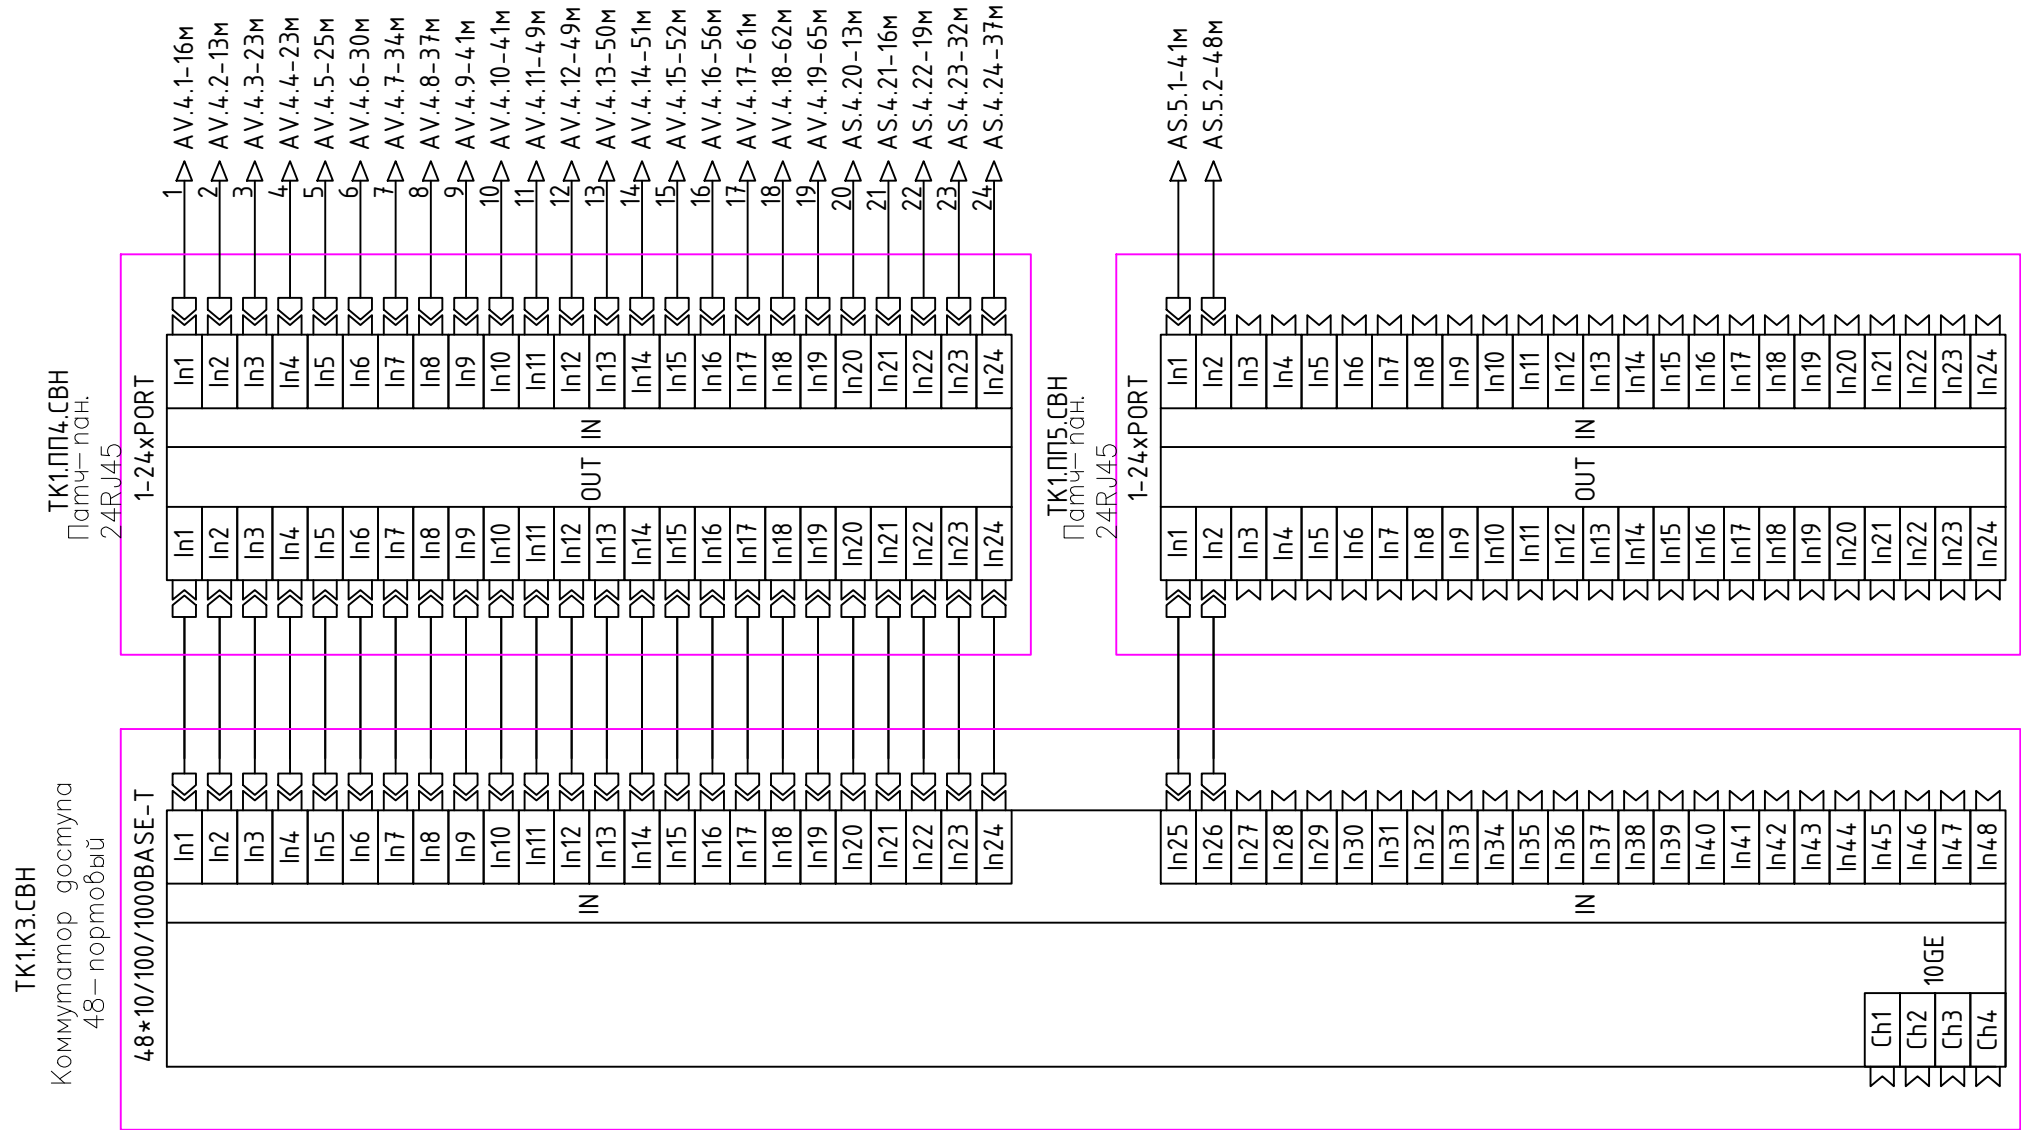 AV.4.1-16м
AV.4.2-13м
AV.4.3-23м
AV.4.4-23м
AV.4.5-25м
AV.4.6-30м
AV.4.7-34м
AV.4.8-37м
AV.4.9-41м
AV.4.10-41м
AV.4.11-49м
AV.4.12-49м
AV.4.13-50м
AV.4.14-51м
AV.4.15-52м
AV.4.16-56м
AV.4.17-61м
AV.4.18-62м
AV.4.19-65м
AS.4.20-13м
AS.4.21-16м
AS.4.22-19м
AS.4.23-32м
AS.4.24-37м
1
2
3
4
5
6
7
8
9
10
11
12
13
14
15
16
17
18
19
20
21
22
23
24
AS.5.1-41м
AS.5.2-48м
ТК1.ПП4.СВН
Патч-пан.
24RJ45
1-24xPORT
In1
In2
In3
In4
In5
In6
In7
In8
In9
In10
In11
In12
In13
In14
In15
In16
In17
In18
In19
In20
In21
In22
In23
In24
IN
OUT
In1
In2
In3
In4
In5
In6
In7
In8
In9
In10
In11
In12
In13
In14
In15
In16
In17
In18
In19
In20
In21
In22
In23
In24
ТК1.ПП5.СВН
Патч-пан.
24RJ45
1-24xPORT
In1
In2
In3
In4
In5
In6
In7
In8
In9
In10
In11
In12
In13
In14
In15
In16
In17
In18
In19
In20
In21
In22
In23
In24
IN
OUT
In1
In2
In3
In4
In5
In6
In7
In8
In9
In10
In11
In12
In13
In14
In15
In16
In17
In18
In19
In20
In21
In22
In23
In24
ТК1.К3.СВН
Коммутатор доступа
48-портовый
48*10/100/1000BASE-T
In1
In2
In3
In4
In5
In6
In7
In8
In9
In10
In11
In12
In13
In14
In15
In16
In17
In18
In19
In20
In21
In22
In23
In24
IN
In25
In26
In27
In28
In29
In30
In31
In32
In33
In34
In35
In36
In37
In38
In39
In40
In41
In42
In43
In44
In45
In46
In47
In48
IN
10GE
Ch1
Ch2
Ch3
Ch4